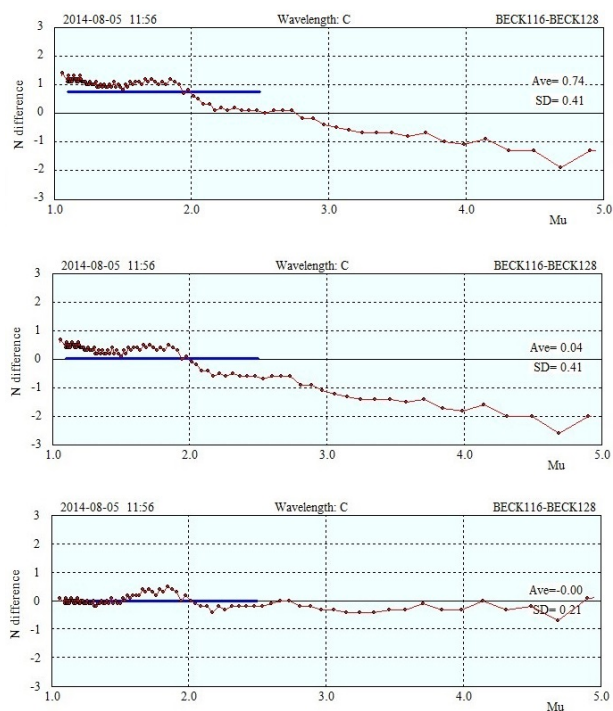 2014-08-05 11:56 Wavelength: C BECK116-BECK128
3
2
1
Ave= 0.74
SD= 0.41
0
-1
-2
-3
N difference
1.0 2.0 3.0 4.0 5.0
Mu
2014-08-05 11:56 Wavelength: C BECK116-BECK128
3
2
1
Ave= 0.04
SD= 0.41
0
-1
-2
-3
N difference
1.0 2.0 3.0 4.0 5.0
Mu
2014-08-05 11:56 Wavelength: C BECK116-BECK128
3
2
1
Ave=-0.00
SD= 0.21
0
-1
-2
-3
N difference
1.0 2.0 3.0 4.0 5.0
Mu